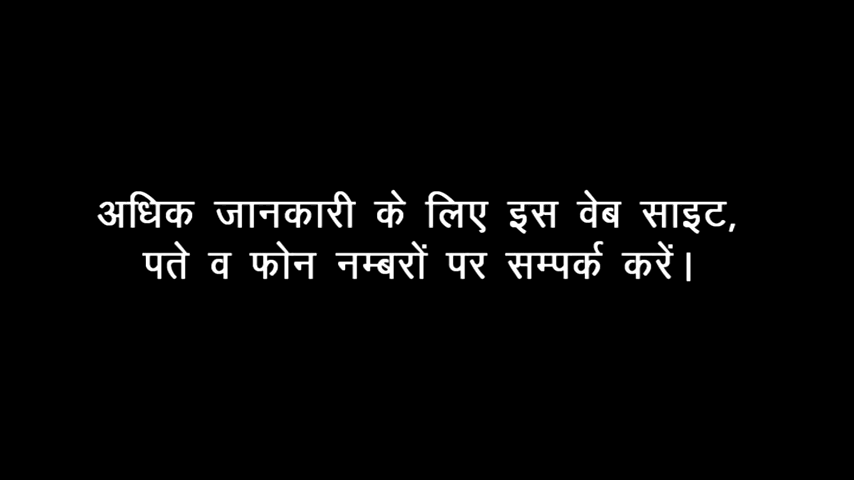 अधिक जानकारी के लिए इस वेब साइट,
पते व फोन नम्बरों पर सम्पर्क करें।